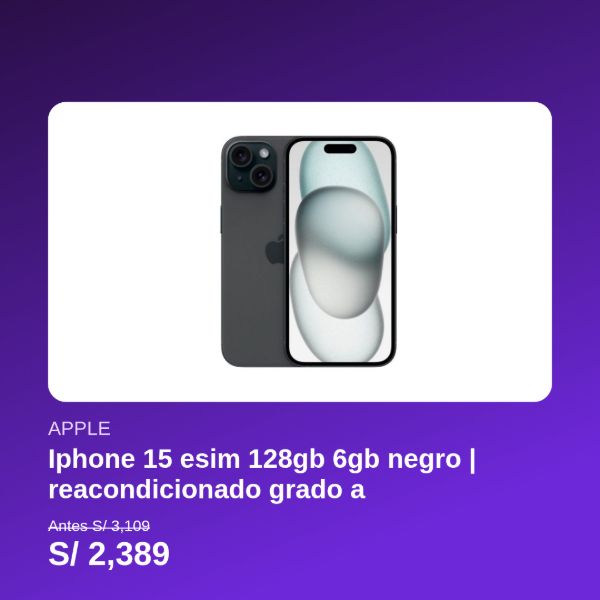 APPLE
Iphone 15 esim 128gb 6gb negro |
reacondicionado grado a
Antes S/ 3,109
S/ 2,389